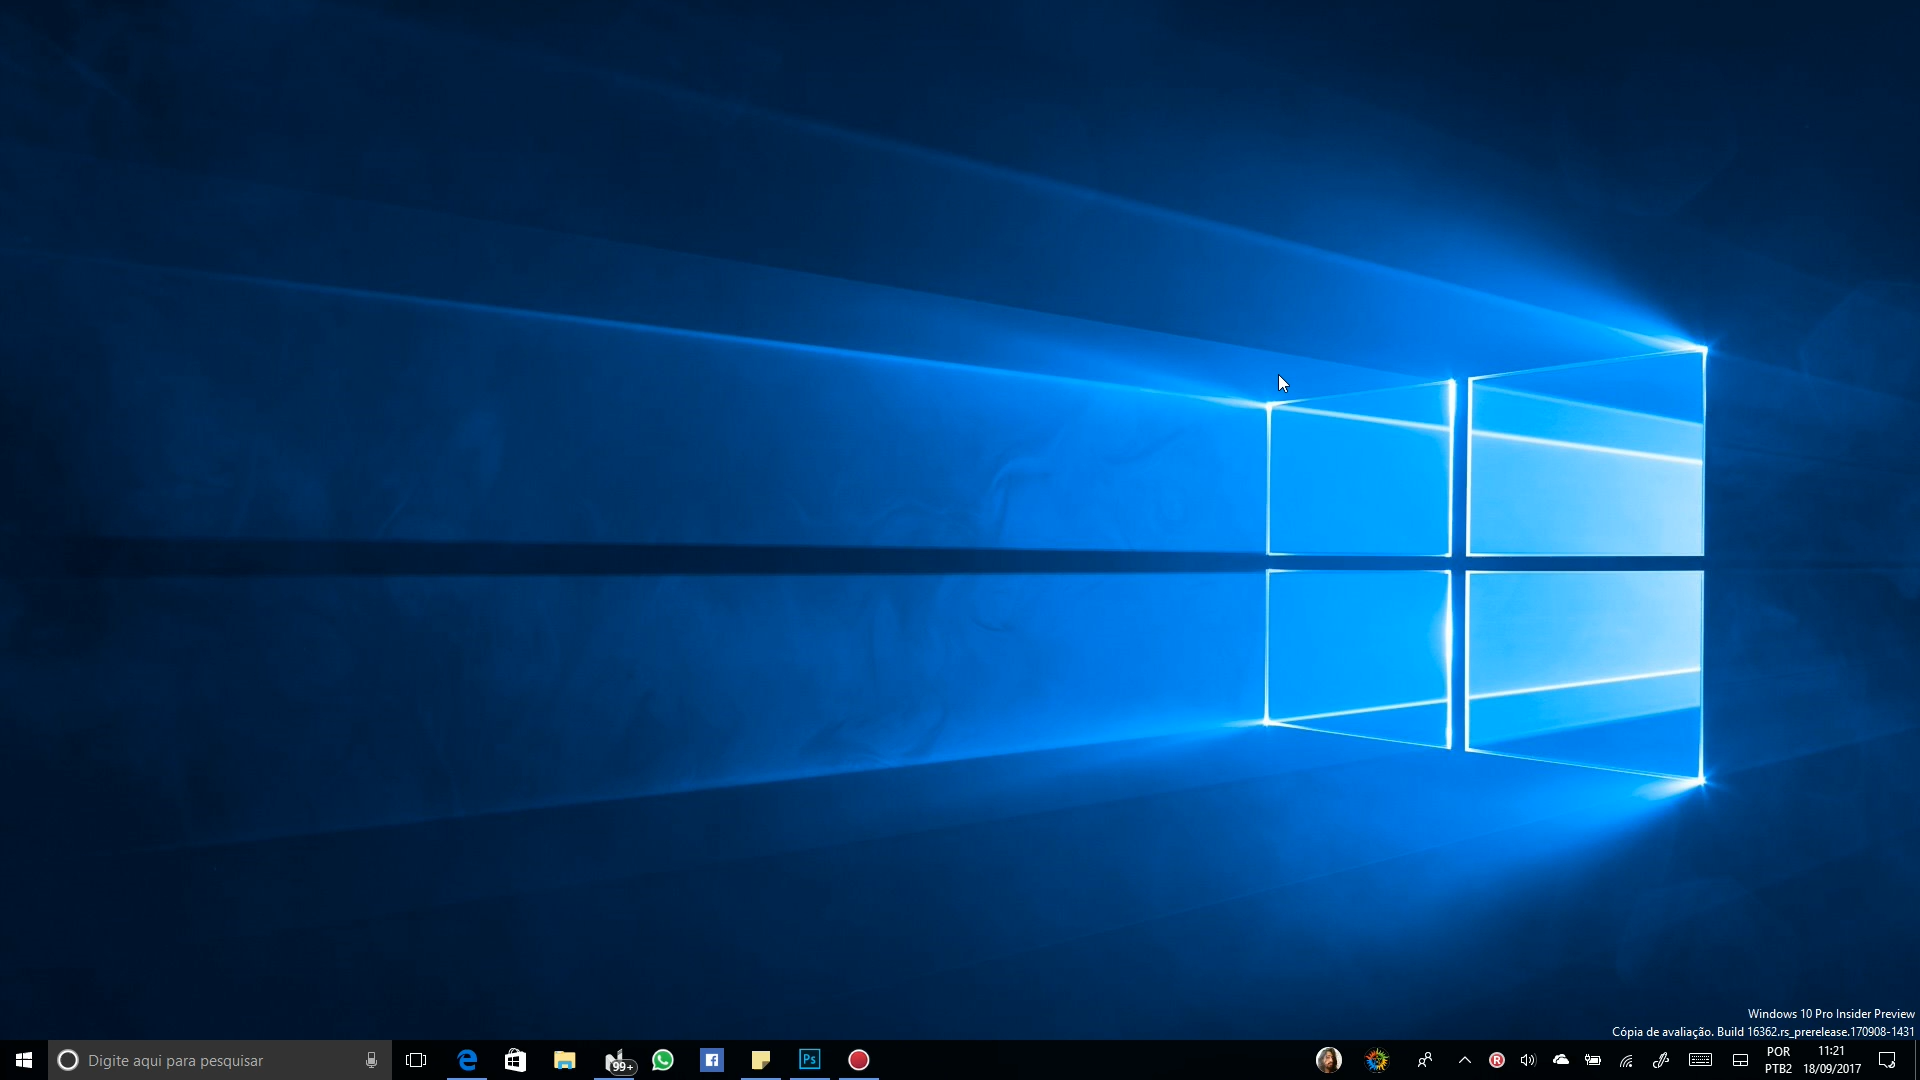 Windows 10 Pro Insider Preview
Cópia de avaliação. Build 16362.rs_prerelease.170908-1431
Digite aqui para pesquisar
99+
Ps
R
POR
PTB2
11:21
18/09/2017